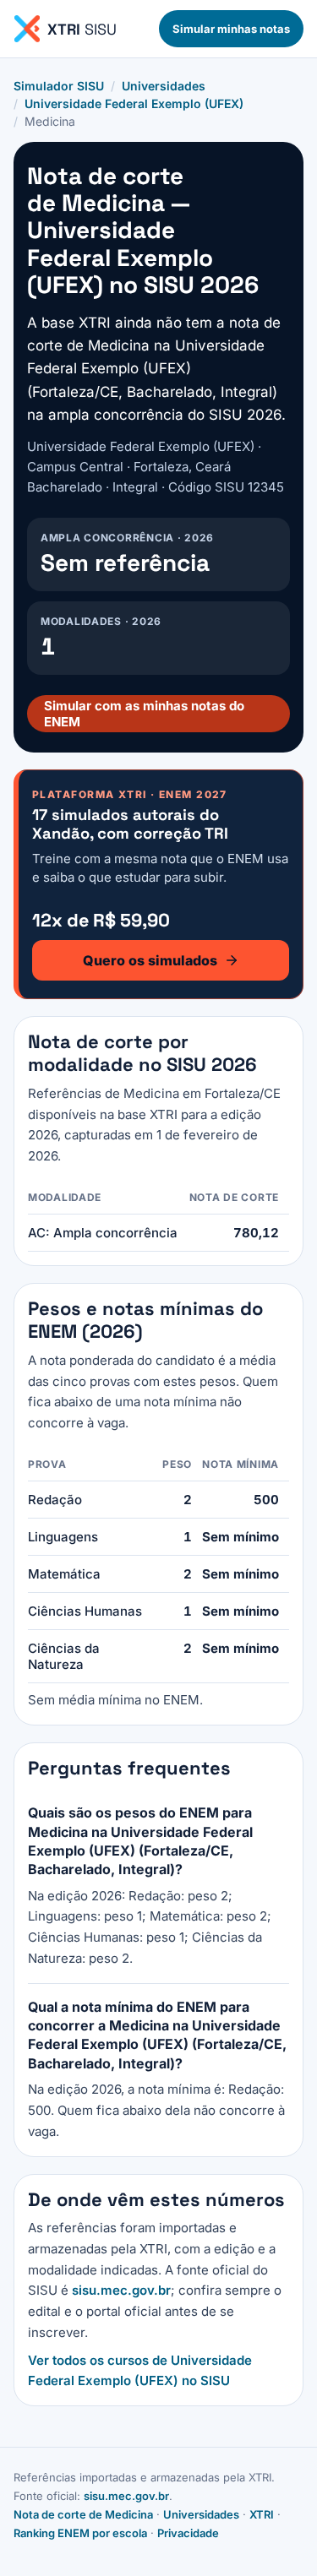 XTRI SISU
Simular minhas notas
Simulador SISU / Universidades
/ Universidade Federal Exemplo (UFEX)
/ Medicina
Nota de corte
de Medicina —
Universidade
Federal Exemplo
(UFEX) no SISU 2026
A base XTRI ainda não tem a nota de
corte de Medicina na Universidade
Federal Exemplo (UFEX)
(Fortaleza/CE, Bacharelado, Integral)
na ampla concorrência do SISU 2026.
Universidade Federal Exemplo (UFEX) ·
Campus Central · Fortaleza, Ceará
Bacharelado · Integral · Código SISU 12345
AMPLA CONCORRÊNCIA · 2026
Sem referência
MODALIDADES · 2026
1
Simular com as minhas notas do
ENEM
PLATAFORMA XTRI · ENEM 2027
17 simulados autorais do
Xandão, com correção TRI
Treine com a mesma nota que o ENEM usa
e saiba o que estudar para subir.
12x de R$ 59,90
Quero os simulados →
Nota de corte por
modalidade no SISU 2026
Referências de Medicina em Fortaleza/CE
disponíveis na base XTRI para a edição
2026, capturadas em 1 de fevereiro de
2026.
MODALIDADE NOTA DE CORTE
AC: Ampla concorrência 780,12
Pesos e notas mínimas do
ENEM (2026)
A nota ponderada do candidato é a média
das cinco provas com estes pesos. Quem
fica abaixo de uma nota mínima não
concorre à vaga.
PROVA PESO NOTA MÍNIMA
Redação 2 500
Linguagens 1 Sem mínimo
Matemática 2 Sem mínimo
Ciências Humanas 1 Sem mínimo
Ciências da 2 Sem mínimo
Natureza
Sem média mínima no ENEM.
Perguntas frequentes
Quais são os pesos do ENEM para
Medicina na Universidade Federal
Exemplo (UFEX) (Fortaleza/CE,
Bacharelado, Integral)?
Na edição 2026: Redação: peso 2;
Linguagens: peso 1; Matemática: peso 2;
Ciências Humanas: peso 1; Ciências da
Natureza: peso 2.
Qual a nota mínima do ENEM para
concorrer a Medicina na Universidade
Federal Exemplo (UFEX) (Fortaleza/CE,
Bacharelado, Integral)?
Na edição 2026, a nota mínima é: Redação:
500. Quem fica abaixo dela não concorre à
vaga.
De onde vêm estes números
As referências foram importadas e
armazenadas pela XTRI, com a edição e a
modalidade indicadas. A fonte oficial do
SISU é sisu.mec.gov.br; confira sempre o
edital e o portal oficial antes de se
inscrever.
Ver todos os cursos de Universidade
Federal Exemplo (UFEX) no SISU
Referências importadas e armazenadas pela XTRI.
Fonte oficial: sisu.mec.gov.br.
Nota de corte de Medicina · Universidades · XTRI ·
Ranking ENEM por escola · Privacidade